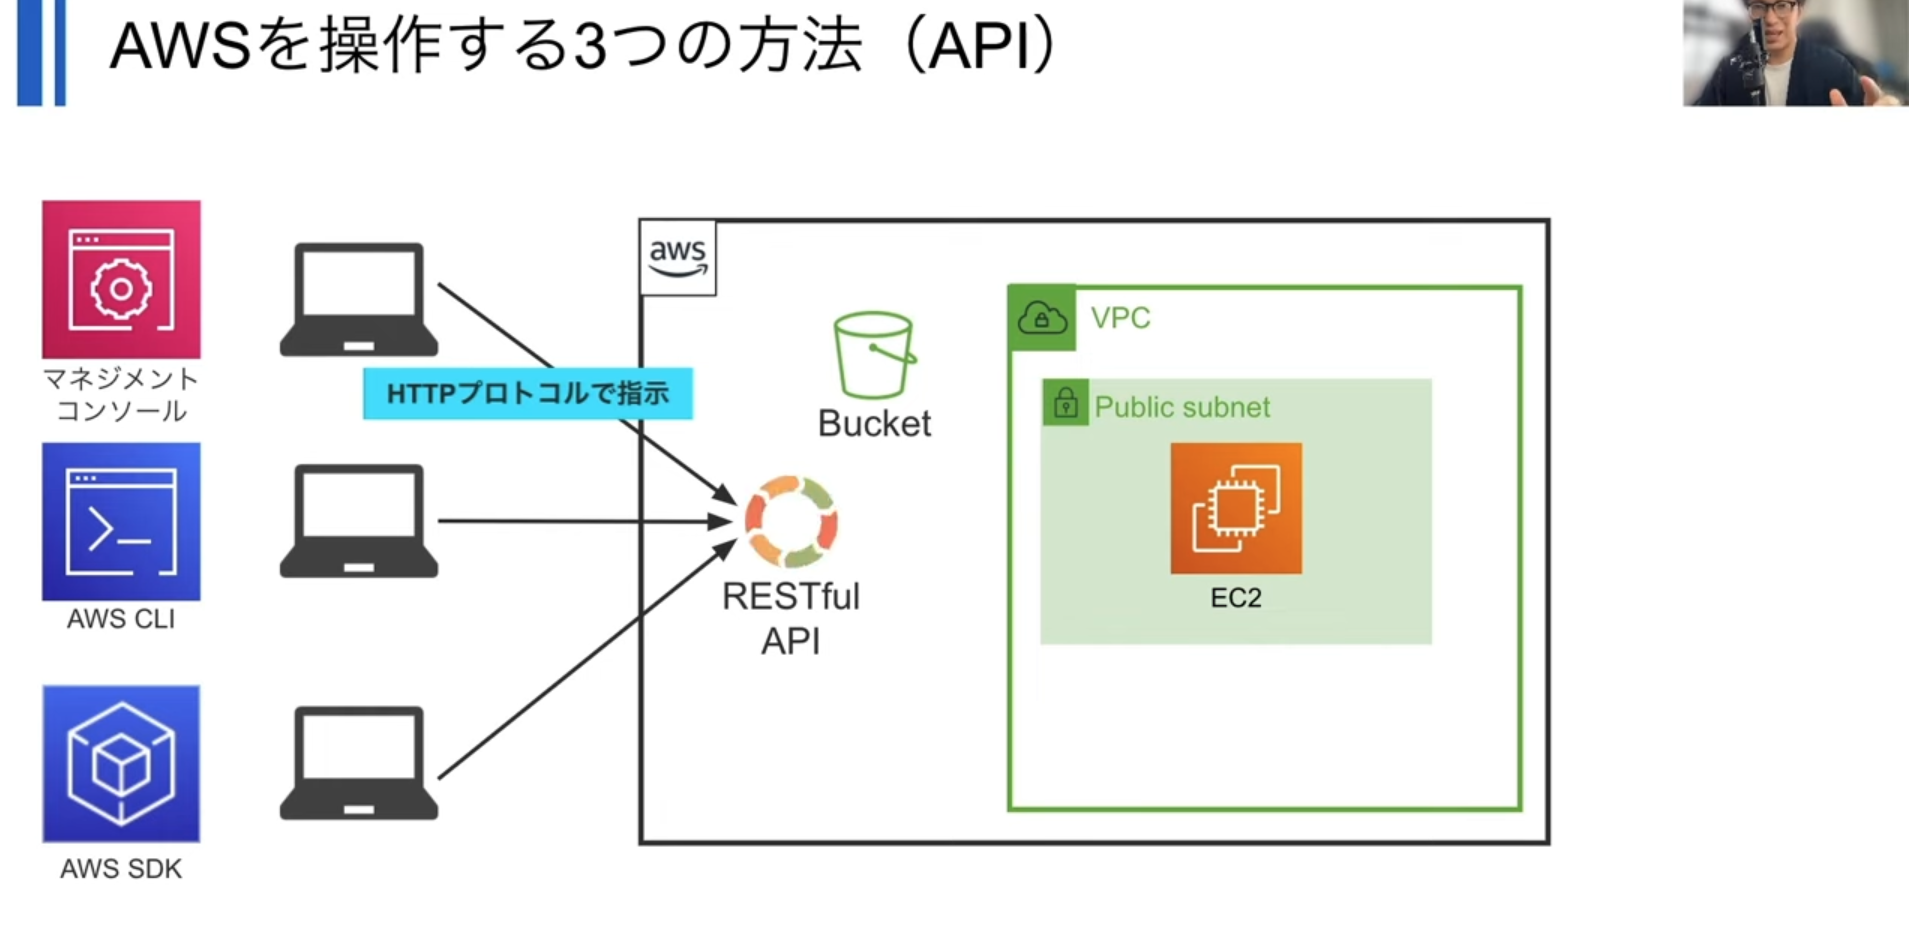 AWSを操作する3つの方法（API）
マネジメント
コンソール
AWS CLI
AWS SDK
HTTPプロトコルで指示
aws
Bucket
RESTful
API
VPC
Public subnet
EC2